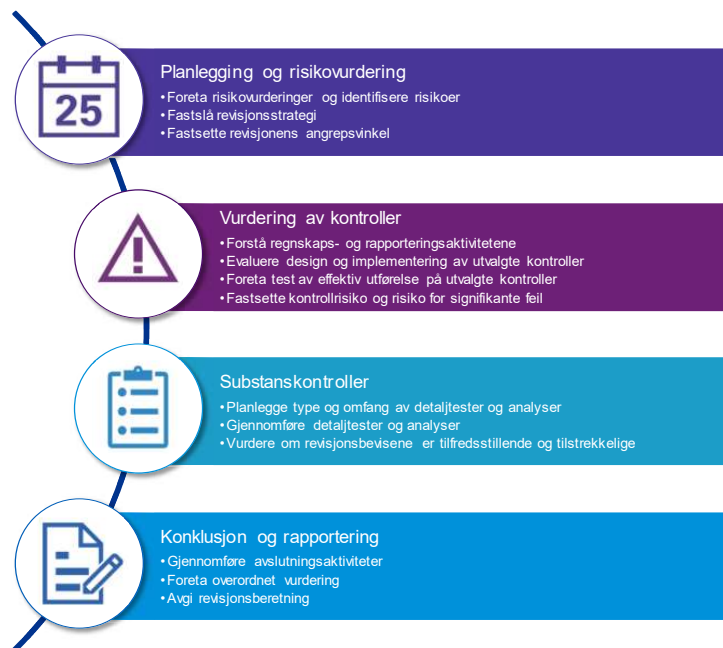 25
Planlegging og risikovurdering
•Foreta risikovurderinger og identifisere risikoer
•Fastslå revisjonsstrategi
•Fastsette revisjonens angrepsvinkel
Vurdering av kontroller
•Forstå regnskaps- og rapporteringsaktivitetene
•Evaluere design og implementering av utvalgte kontroller
•Foreta test av effektiv utførelse på utvalgte kontroller
•Fastsette kontrollrisiko og risiko for signifikante feil
Substanskontroller
•Planlegge type og omfang av detaljtester og analyser
•Gjennomføre detaljtester og analyser
•Vurdere om revisjonsbevisene er tilfredsstillende og tilstrekkelige
Konklusjon og rapportering
•Gjennomføre avslutningsaktiviteter
•Foreta overordnet vurdering
•Avgi revisjonsberetning